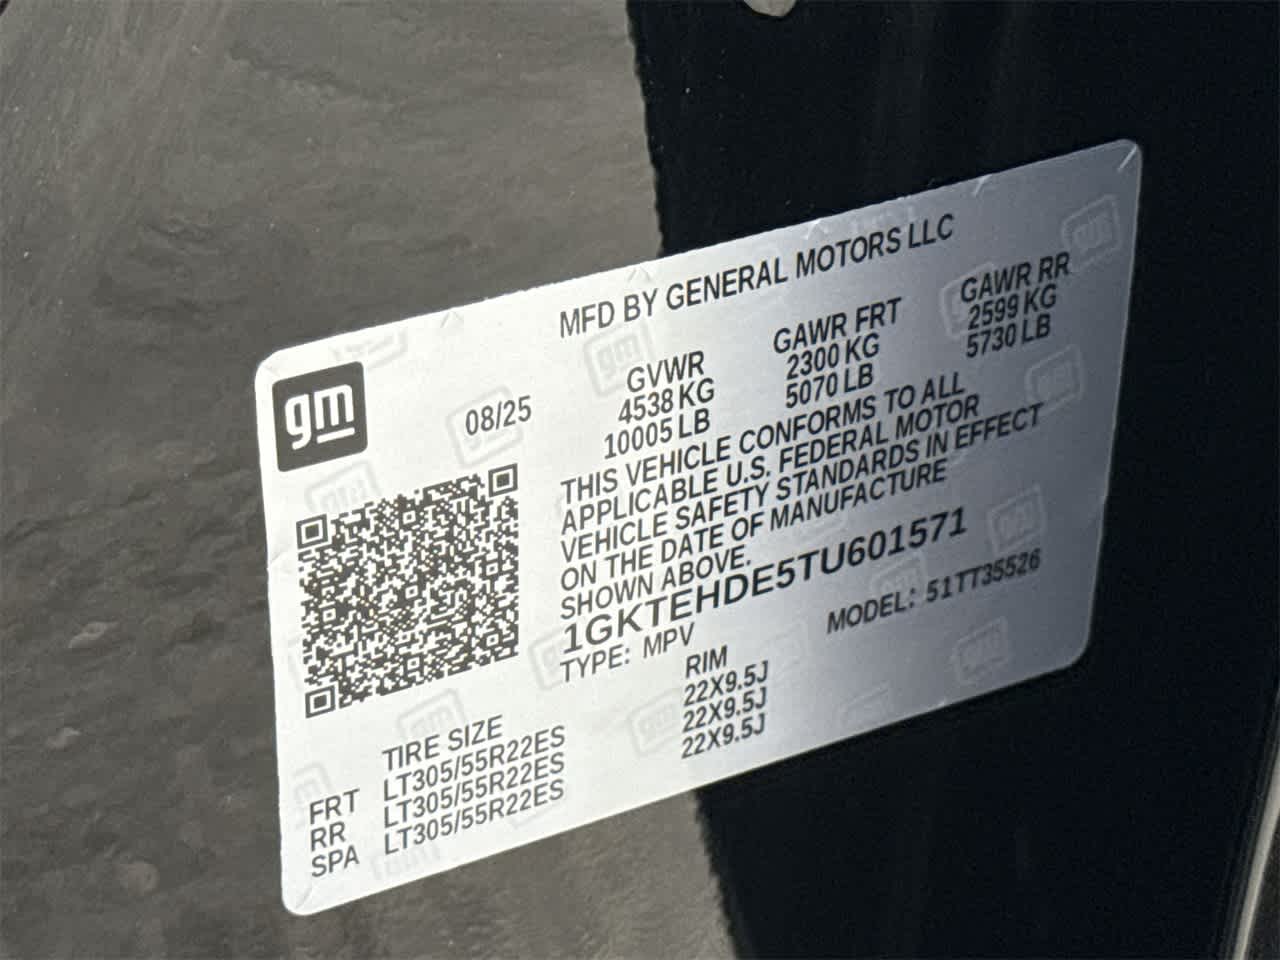 MFD BY GENERAL MOTORS LLC
gm
08/25
GVWR GAWR FRT GAWR RR
4538 KG 2300 KG 2599 KG
10005 LB 5070 LB 5730 LB
THIS VEHICLE CONFORMS TO ALL
APPLICABLE U.S. FEDERAL MOTOR
VEHICLE SAFETY STANDARDS IN EFFECT
ON THE DATE OF MANUFACTURE
SHOWN ABOVE.
1GKTEHDE5TU601571
TYPE: MPV MODEL: 51TT35526
TIRE SIZE RIM
FRT LT305/55R22ES 22X9.5J
RR LT305/55R22ES 22X9.5J
SPA LT305/55R22ES 22X9.5J